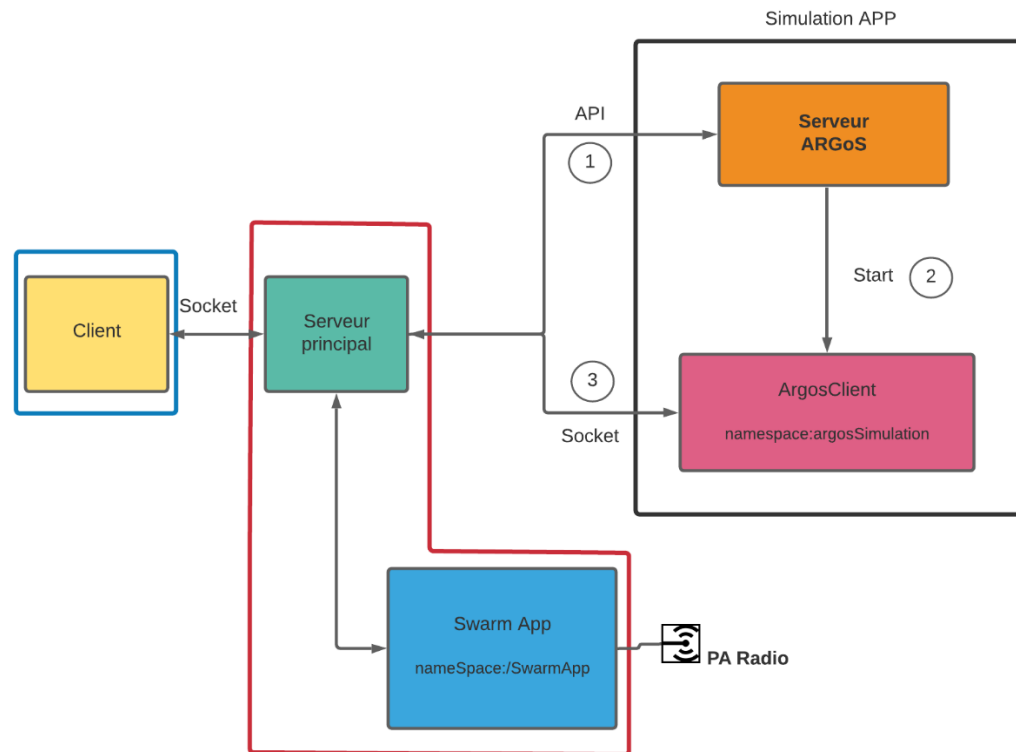 Simulation APP
API
1
Serveur
ARGoS
Start
2
Client
Socket
Serveur
principal
3
Socket
ArgosClient
namespace:argosSimulation
Swarm App
nameSpace:/SwarmApp
PA Radio